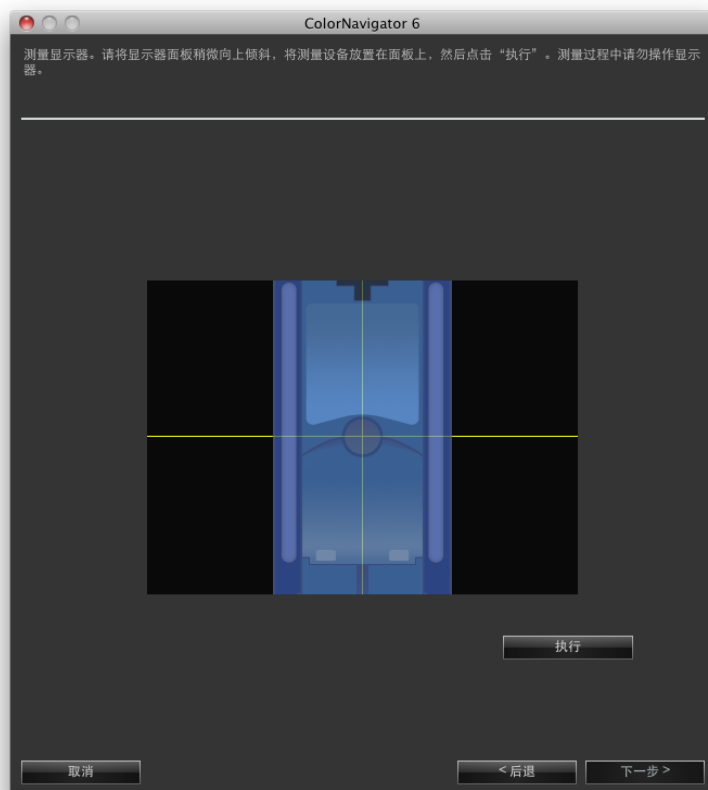 ColorNavigator 6
测量显示器。请将显示器面板稍微向上倾斜，将测量设备放置在面板上，然后点击“执行”。测量过程中请勿操作显示
器。
执行
取消
<后退
下一步>